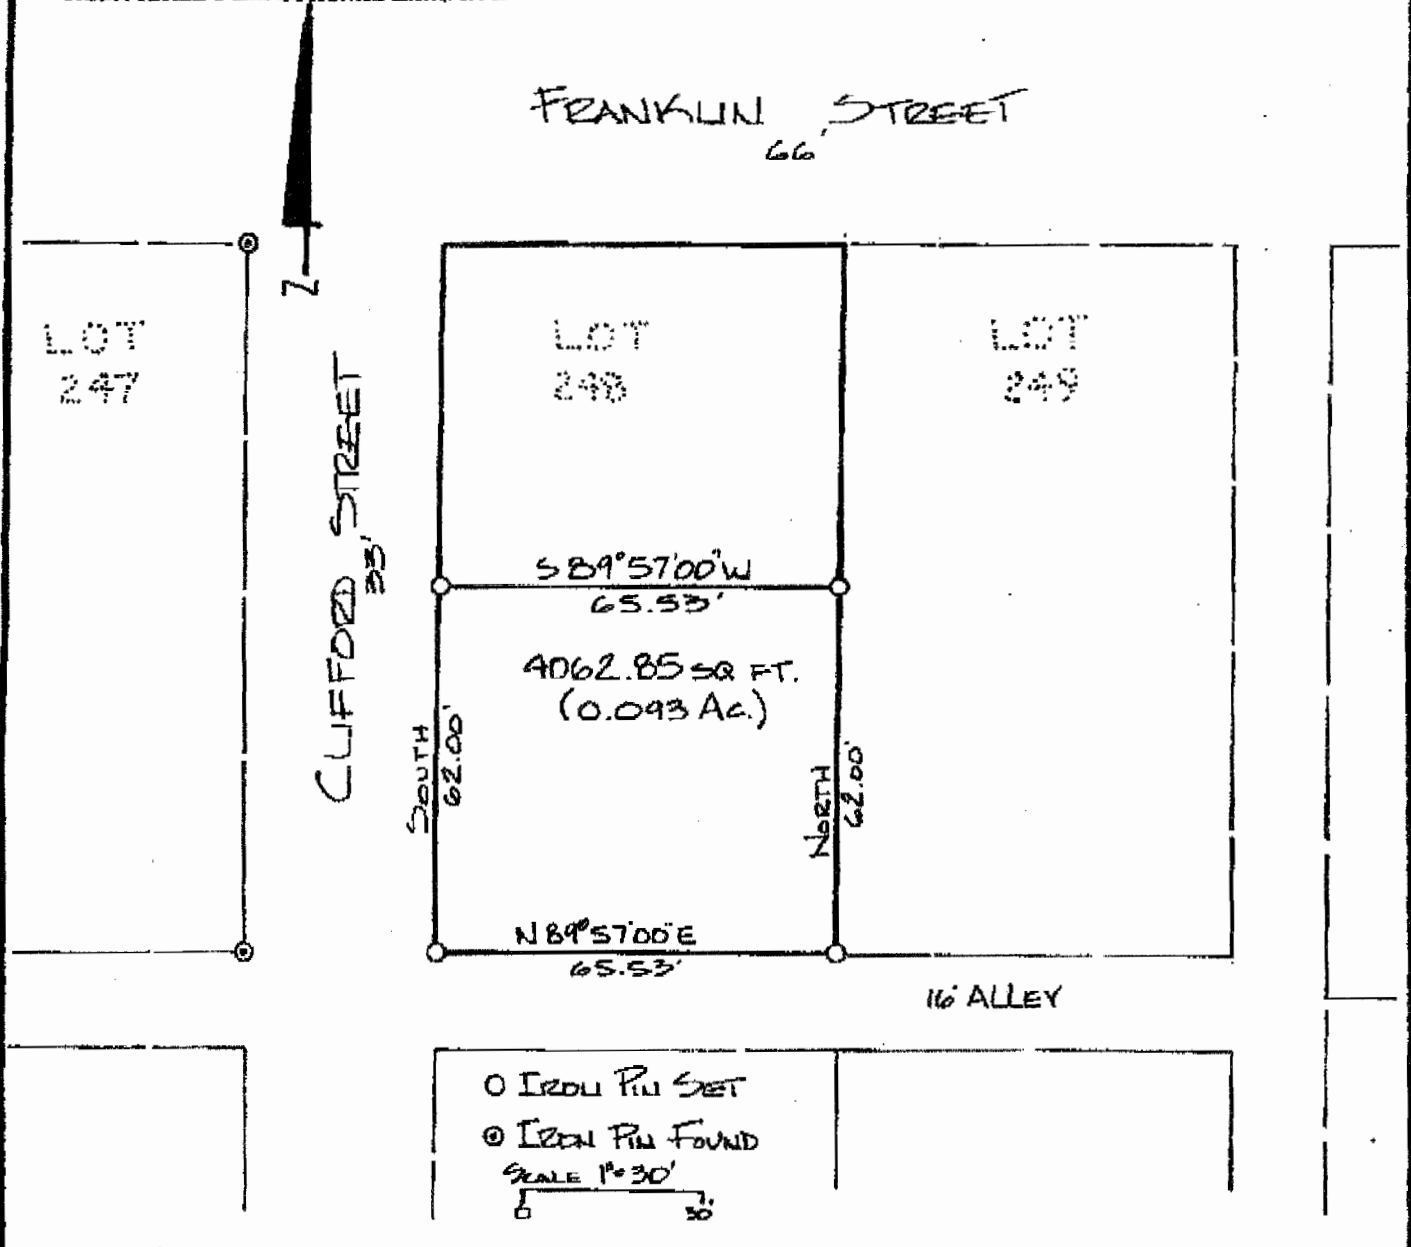 FRANKLIN STREET
66'
N
LOT
247
LOT
248
LOT
249
CLIFFORD STREET
33'
S 89°57'00"W
65.53'
4062.85 SQ FT.
(0.093 Ac.)
SOUTH
62.00'
NORTH
62.00'
N 89°57'00"E
65.53'
16' ALLEY
IRON PIN SET
IRON PIN FOUND
SCALE 1"=30'
0 30'